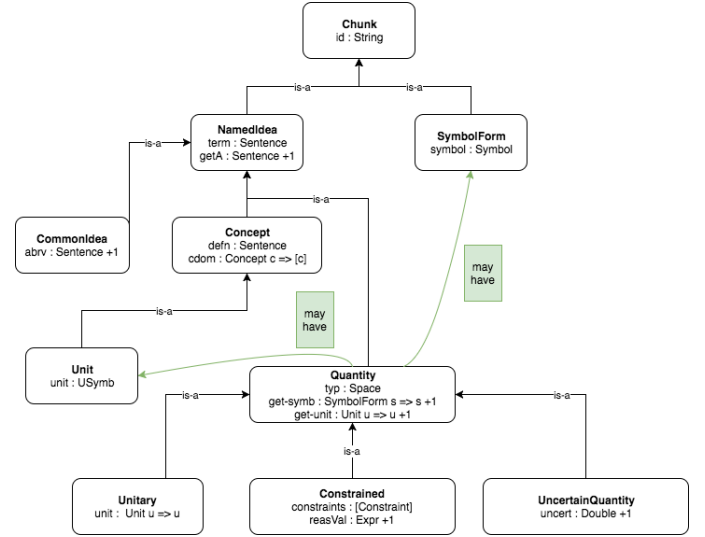 Chunk
id : String
is-a
is-a
NamedIdea
term : Sentence
getA : Sentence +1
SymbolForm
symbol : Symbol
is-a
is-a
CommonIdea
abrv : Sentence +1
Concept
defn : Sentence
cdom : Concept c => [c]
may
have
is-a
may
have
Unit
unit : USymb
Quantity
typ : Space
get-symb : SymbolForm s => s +1
get-unit : Unit u => u +1
is-a
is-a
is-a
Unitary
unit : Unit u => u
Constrained
constraints : [Constraint]
reasVal : Expr +1
UncertainQuantity
uncert : Double +1